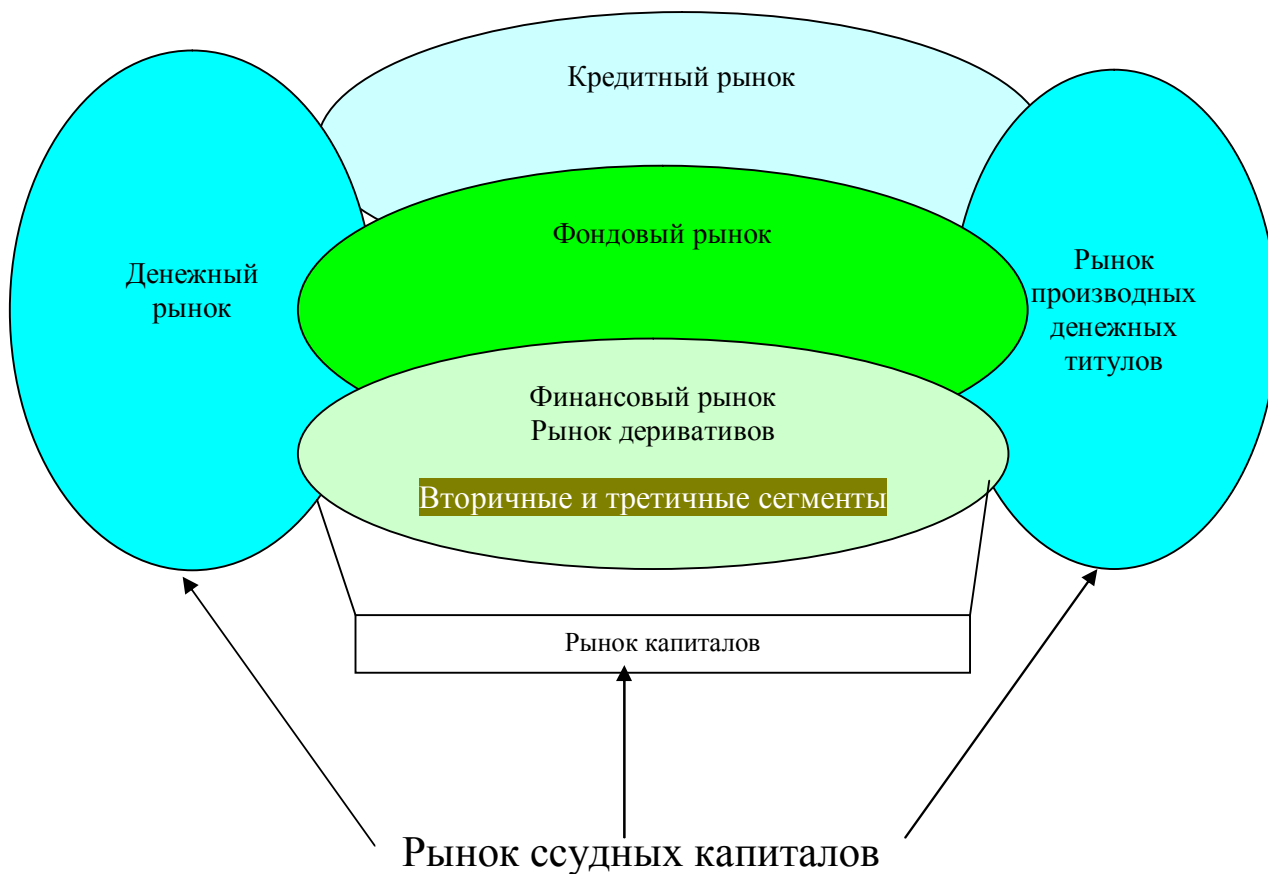 Кредитный рынок
Фондовый рынок
Денежный
рынок
Рынок
производных
денежных
титулов
Финансовый рынок
Рынок деривативов
Вторичные и третичные сегменты
Рынок капиталов
Рынок ссудных капиталов